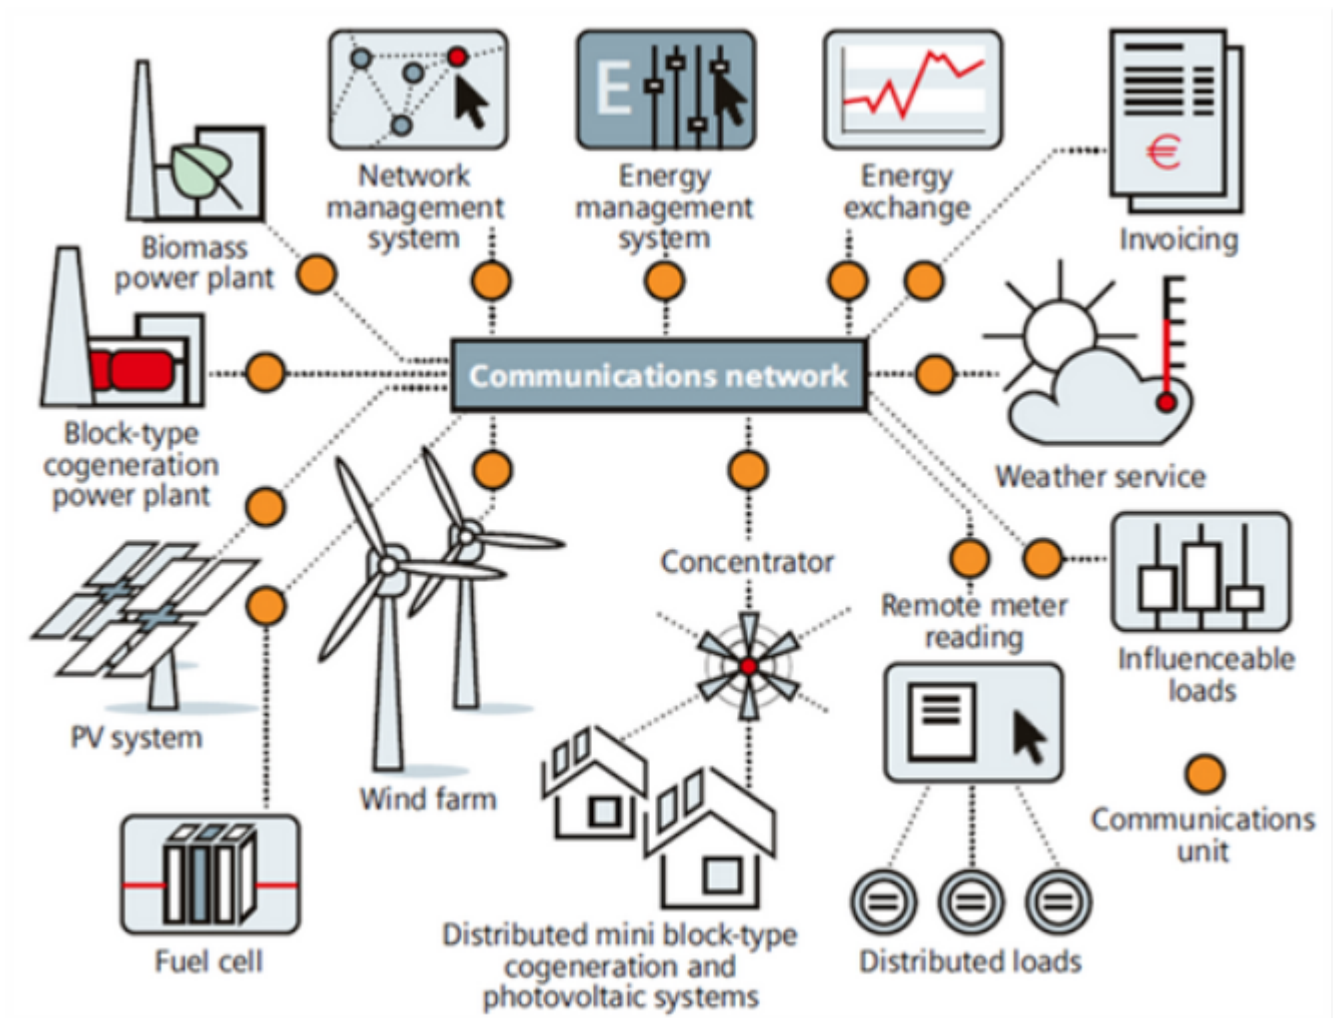 Network
management
system
Energy
management
system
Energy
exchange
Invoicing
E
€
Biomass
power plant
Communications network
Block-type
cogeneration
power plant
Weather service
Concentrator
Remote meter
reading
Influenceable
loads
PV system
Wind farm
Communications
unit
Fuel cell
Distributed mini block-type
cogeneration and
photovoltaic systems
Distributed loads